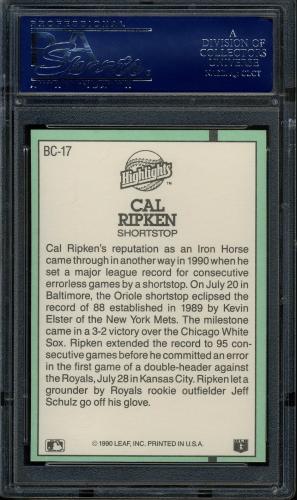 PROFESSIONAL
PSA
Sports
A
DIVISION OF
COLLECTORS
UNIVERSE
BC-17
Highlights
TM
CAL
RIPKEN
SHORTSTOP
Cal Ripken's reputation as an Iron Horse
came through in another way in 1990 when he
set a major league record for consecutive
errorless games by a shortstop. On July 20 in
Baltimore, the Oriole shortstop eclipsed the
record of 88 established in 1989 by Kevin
Elster of the New York Mets. The milestone
came in a 3-2 victory over the Chicago White
Sox. Ripken extended the record to 95 con-
secutive games before he committed an error
in the first game of a double-header against
the Royals, July 28 in Kansas City. Ripken let a
grounder by Royals rookie outfielder Jeff
Schulz go off his glove.
© 1990 LEAF, INC. PRINTED IN U.S.A.